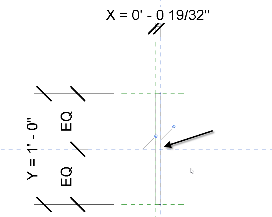 X = 0' - 0 19/32"
EQ
Y = 1' - 0"
EQ